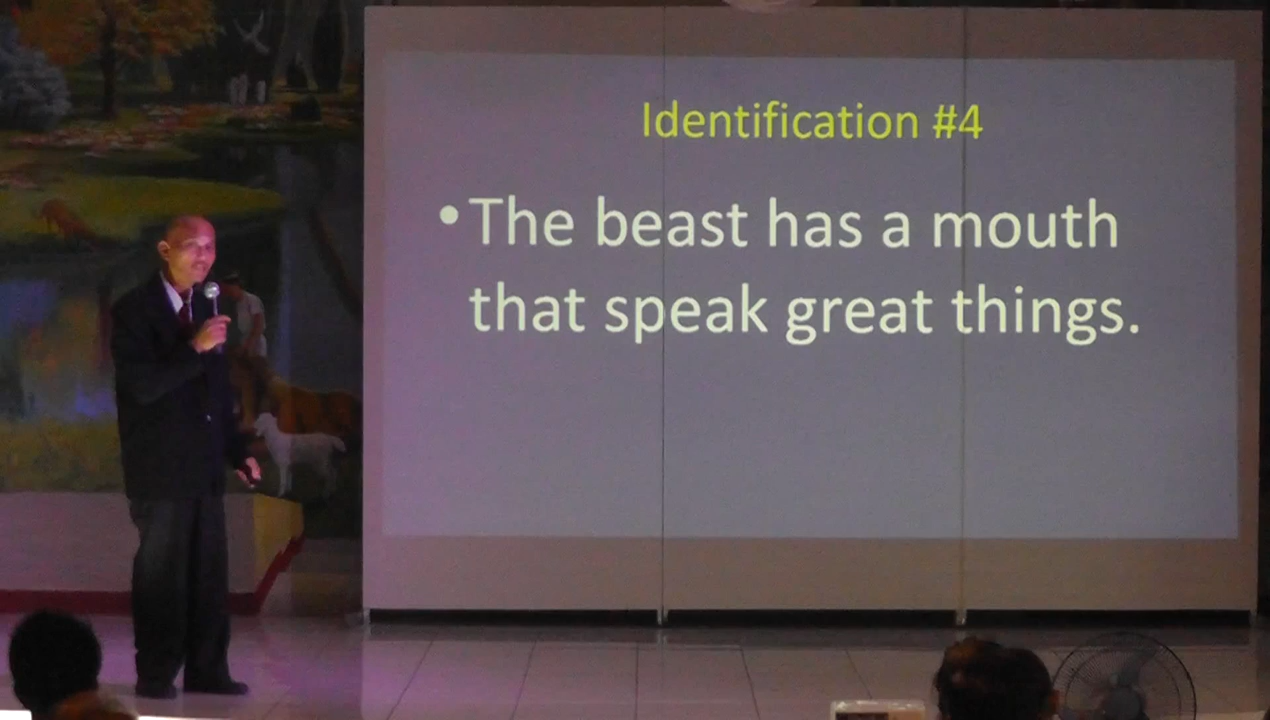 Identification #4
• The beast has a mouth
that speak great things.